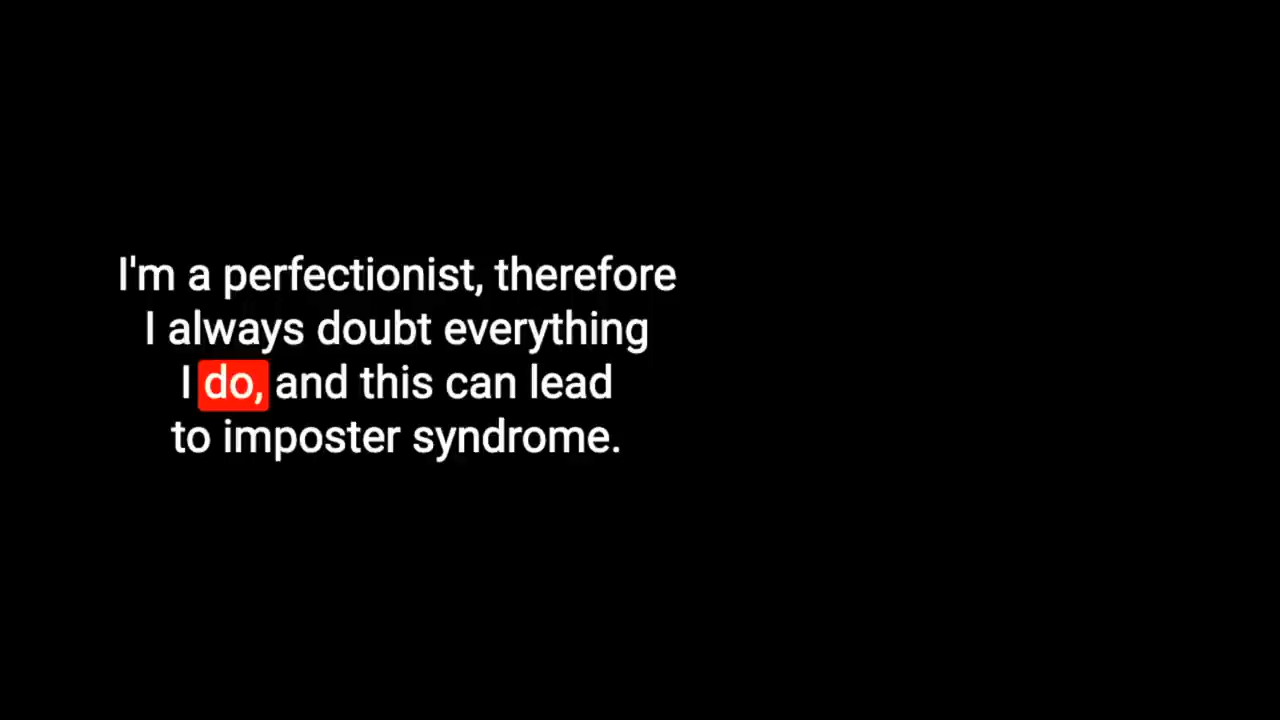 I'm a perfectionist, therefore
I always doubt everything
I do, and this can lead
to imposter syndrome.